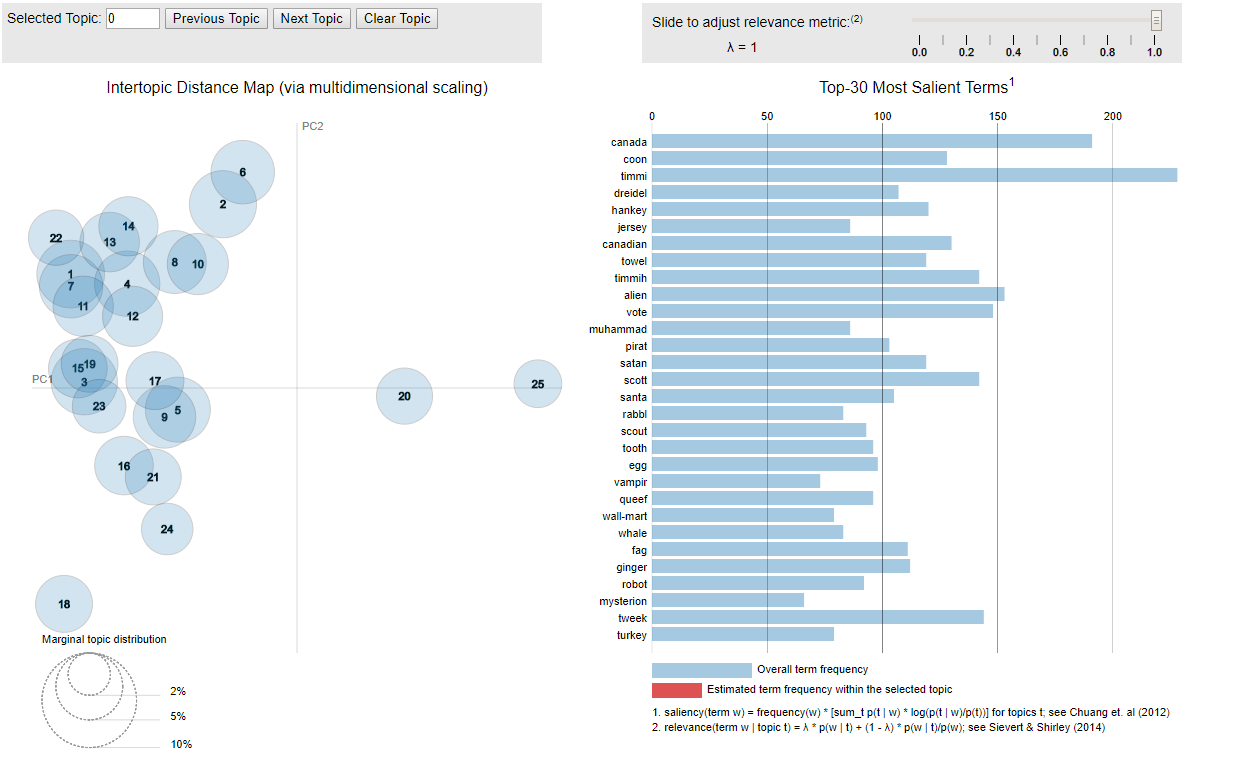 Selected Topic: 0 Previous Topic Next Topic Clear Topic
Slide to adjust relevance metric:(2)
λ = 1
0.0 0.2 0.4 0.6 0.8 1.0
Intertopic Distance Map (via multidimensional scaling)
PC2
6
2
14
22
13
8 10
1
7
4
11
12
15 19
PC1
3
17
25
20
23
5
9
16
21
24
18
Marginal topic distribution
2%
5%
10%
Top-30 Most Salient Terms1
0 50 100 150 200
canada
coon
timmi
dreidel
hankey
jersey
canadian
towel
timmih
alien
vote
muhammad
pirat
satan
scott
santa
rabbl
scout
tooth
egg
vampir
queef
wall-mart
whale
fag
ginger
robot
mysterion
tweek
turkey
Overall term frequency
Estimated term frequency within the selected topic
1. saliency(term w) = frequency(w) * [sum_t p(t | w) * log(p(t | w)/p(t))] for topics t; see Chuang et. al (2012)
2. relevance(term w | topic t) = λ * p(w | t) + (1 - λ) * p(w | t)/p(w); see Sievert & Shirley (2014)